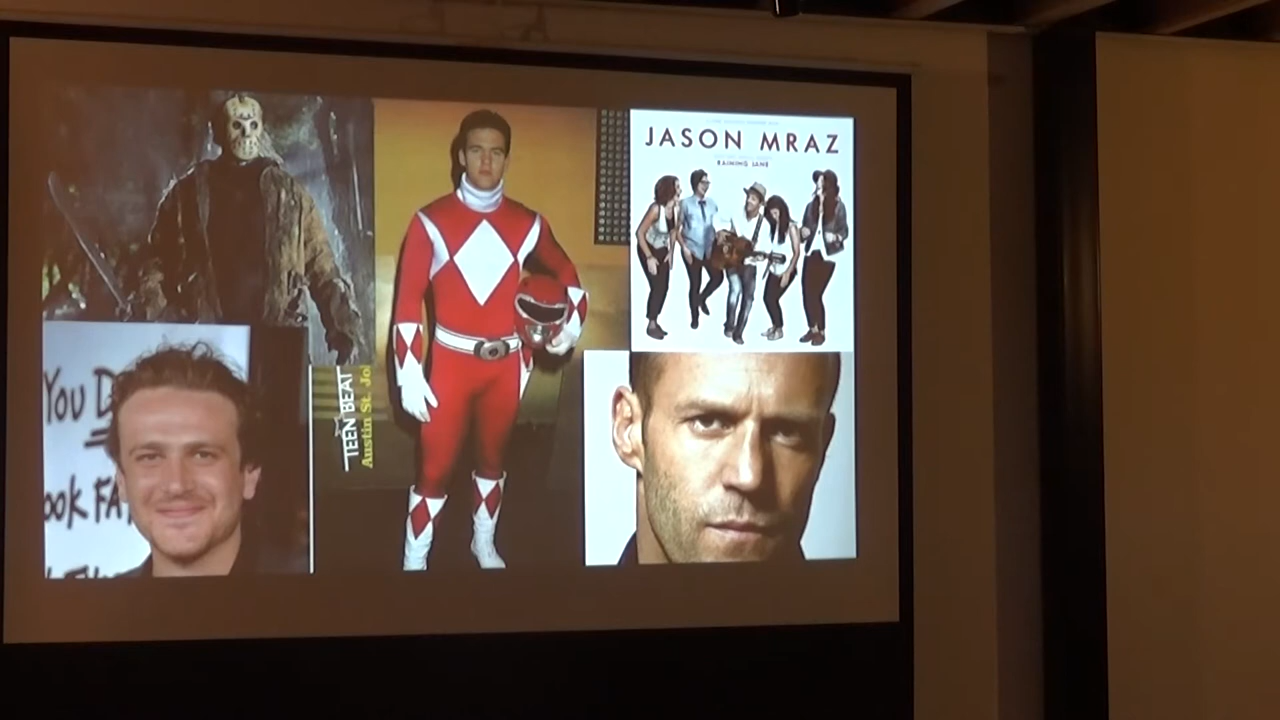 JASON MRAZ
RAINING JANE
YOU D
OOK FA
TEEN BEAT
Austin St. Jo